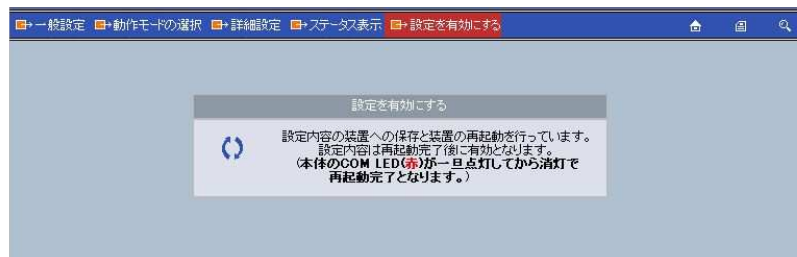 一般設定 動作モードの選択 詳細設定 ステータス表示 設定を有効にする
設定を有効にする
設定内容の装置への保存と装置の再起動を行っています。
設定内容は再起動完了後に有効となります。
(本体のCOM LED(赤)が一旦点灯してから消灯で
再起動完了となります。)